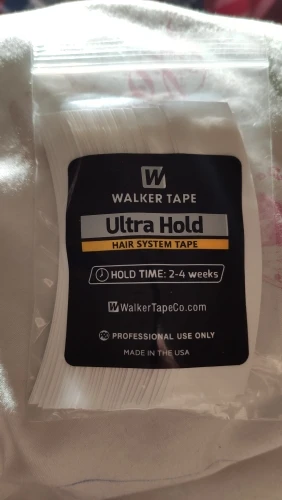 W
WALKER TAPE
Ultra Hold
HAIR SYSTEM TAPE
HOLD TIME: 2-4 weeks
W WalkerTapeCo.com
PRO PROFESSIONAL USE ONLY
MADE IN THE USA